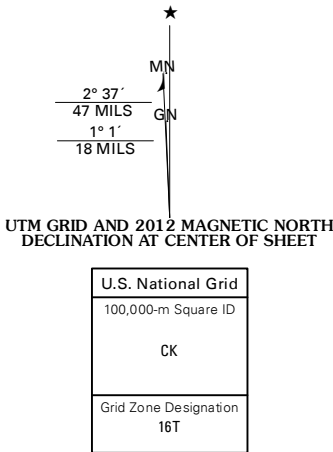 ★
MN
2° 37´
47 MILS
GN
1° 1´
18 MILS
UTM GRID AND 2012 MAGNETIC NORTH
DECLINATION AT CENTER OF SHEET
U.S. National Grid
100,000-m Square ID
CK
Grid Zone Designation
16T